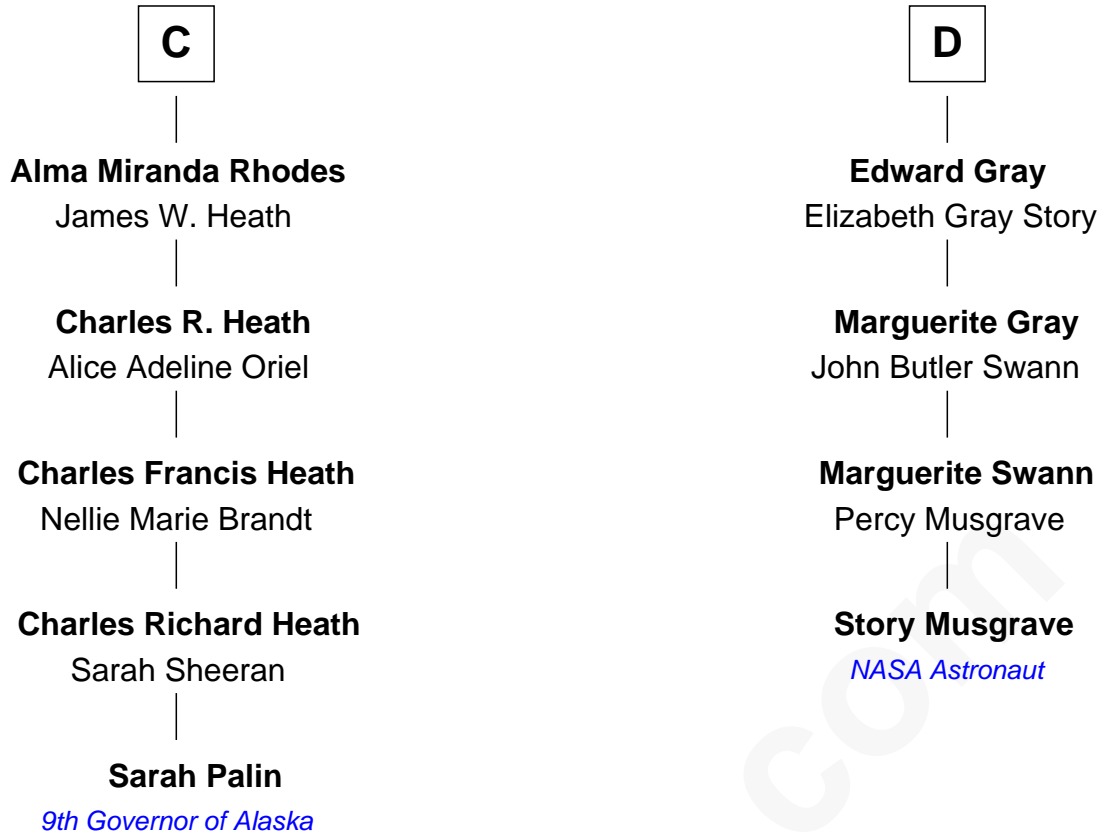 C
Alma Miranda Rhodes
James W. Heath
Charles R. Heath
Alice Adeline Oriel
Charles Francis Heath
Nellie Marie Brandt
Charles Richard Heath
Sarah Sheeran
Sarah Palin
9th Governor of Alaska
D
Edward Gray
Elizabeth Gray Story
Marguerite Gray
John Butler Swann
Marguerite Swann
Percy Musgrave
Story Musgrave
NASA Astronaut
com